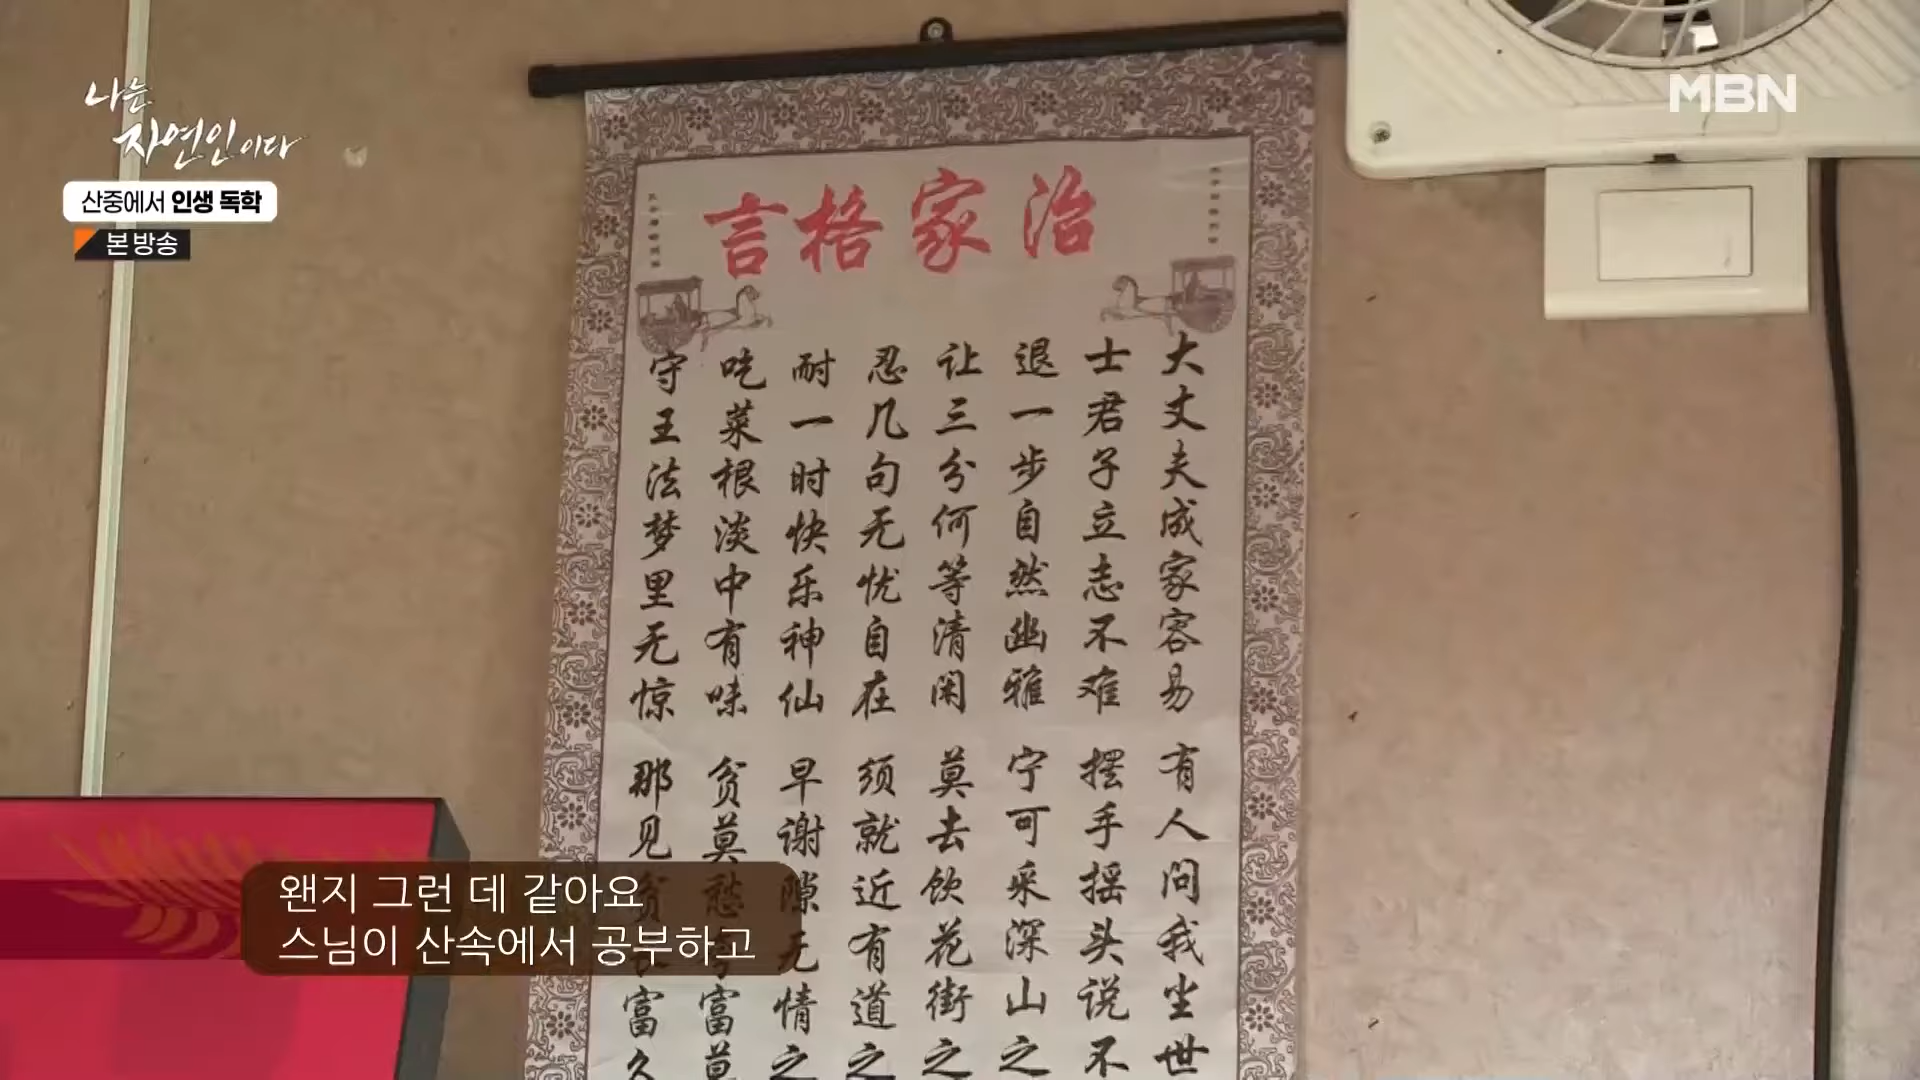 나는
자연인이다
산중에서 인생 독학
본 방송
MBN
治家格言
大丈夫成家容易
士君子立志不难
退一步自然幽雅
让三分何等清闲
忍几句无忧自在
耐一时快乐神仙
吃菜根淡中有味
守王法梦里无惊
有人问我尘世
摆手摇头说不
宁可采深山之
莫去饮花街之
须就近有道之
早谢隙无情之
贫莫愁 富莫
那见贫长富久
왠지 그런 데 같아요
스님이 산속에서 공부하고